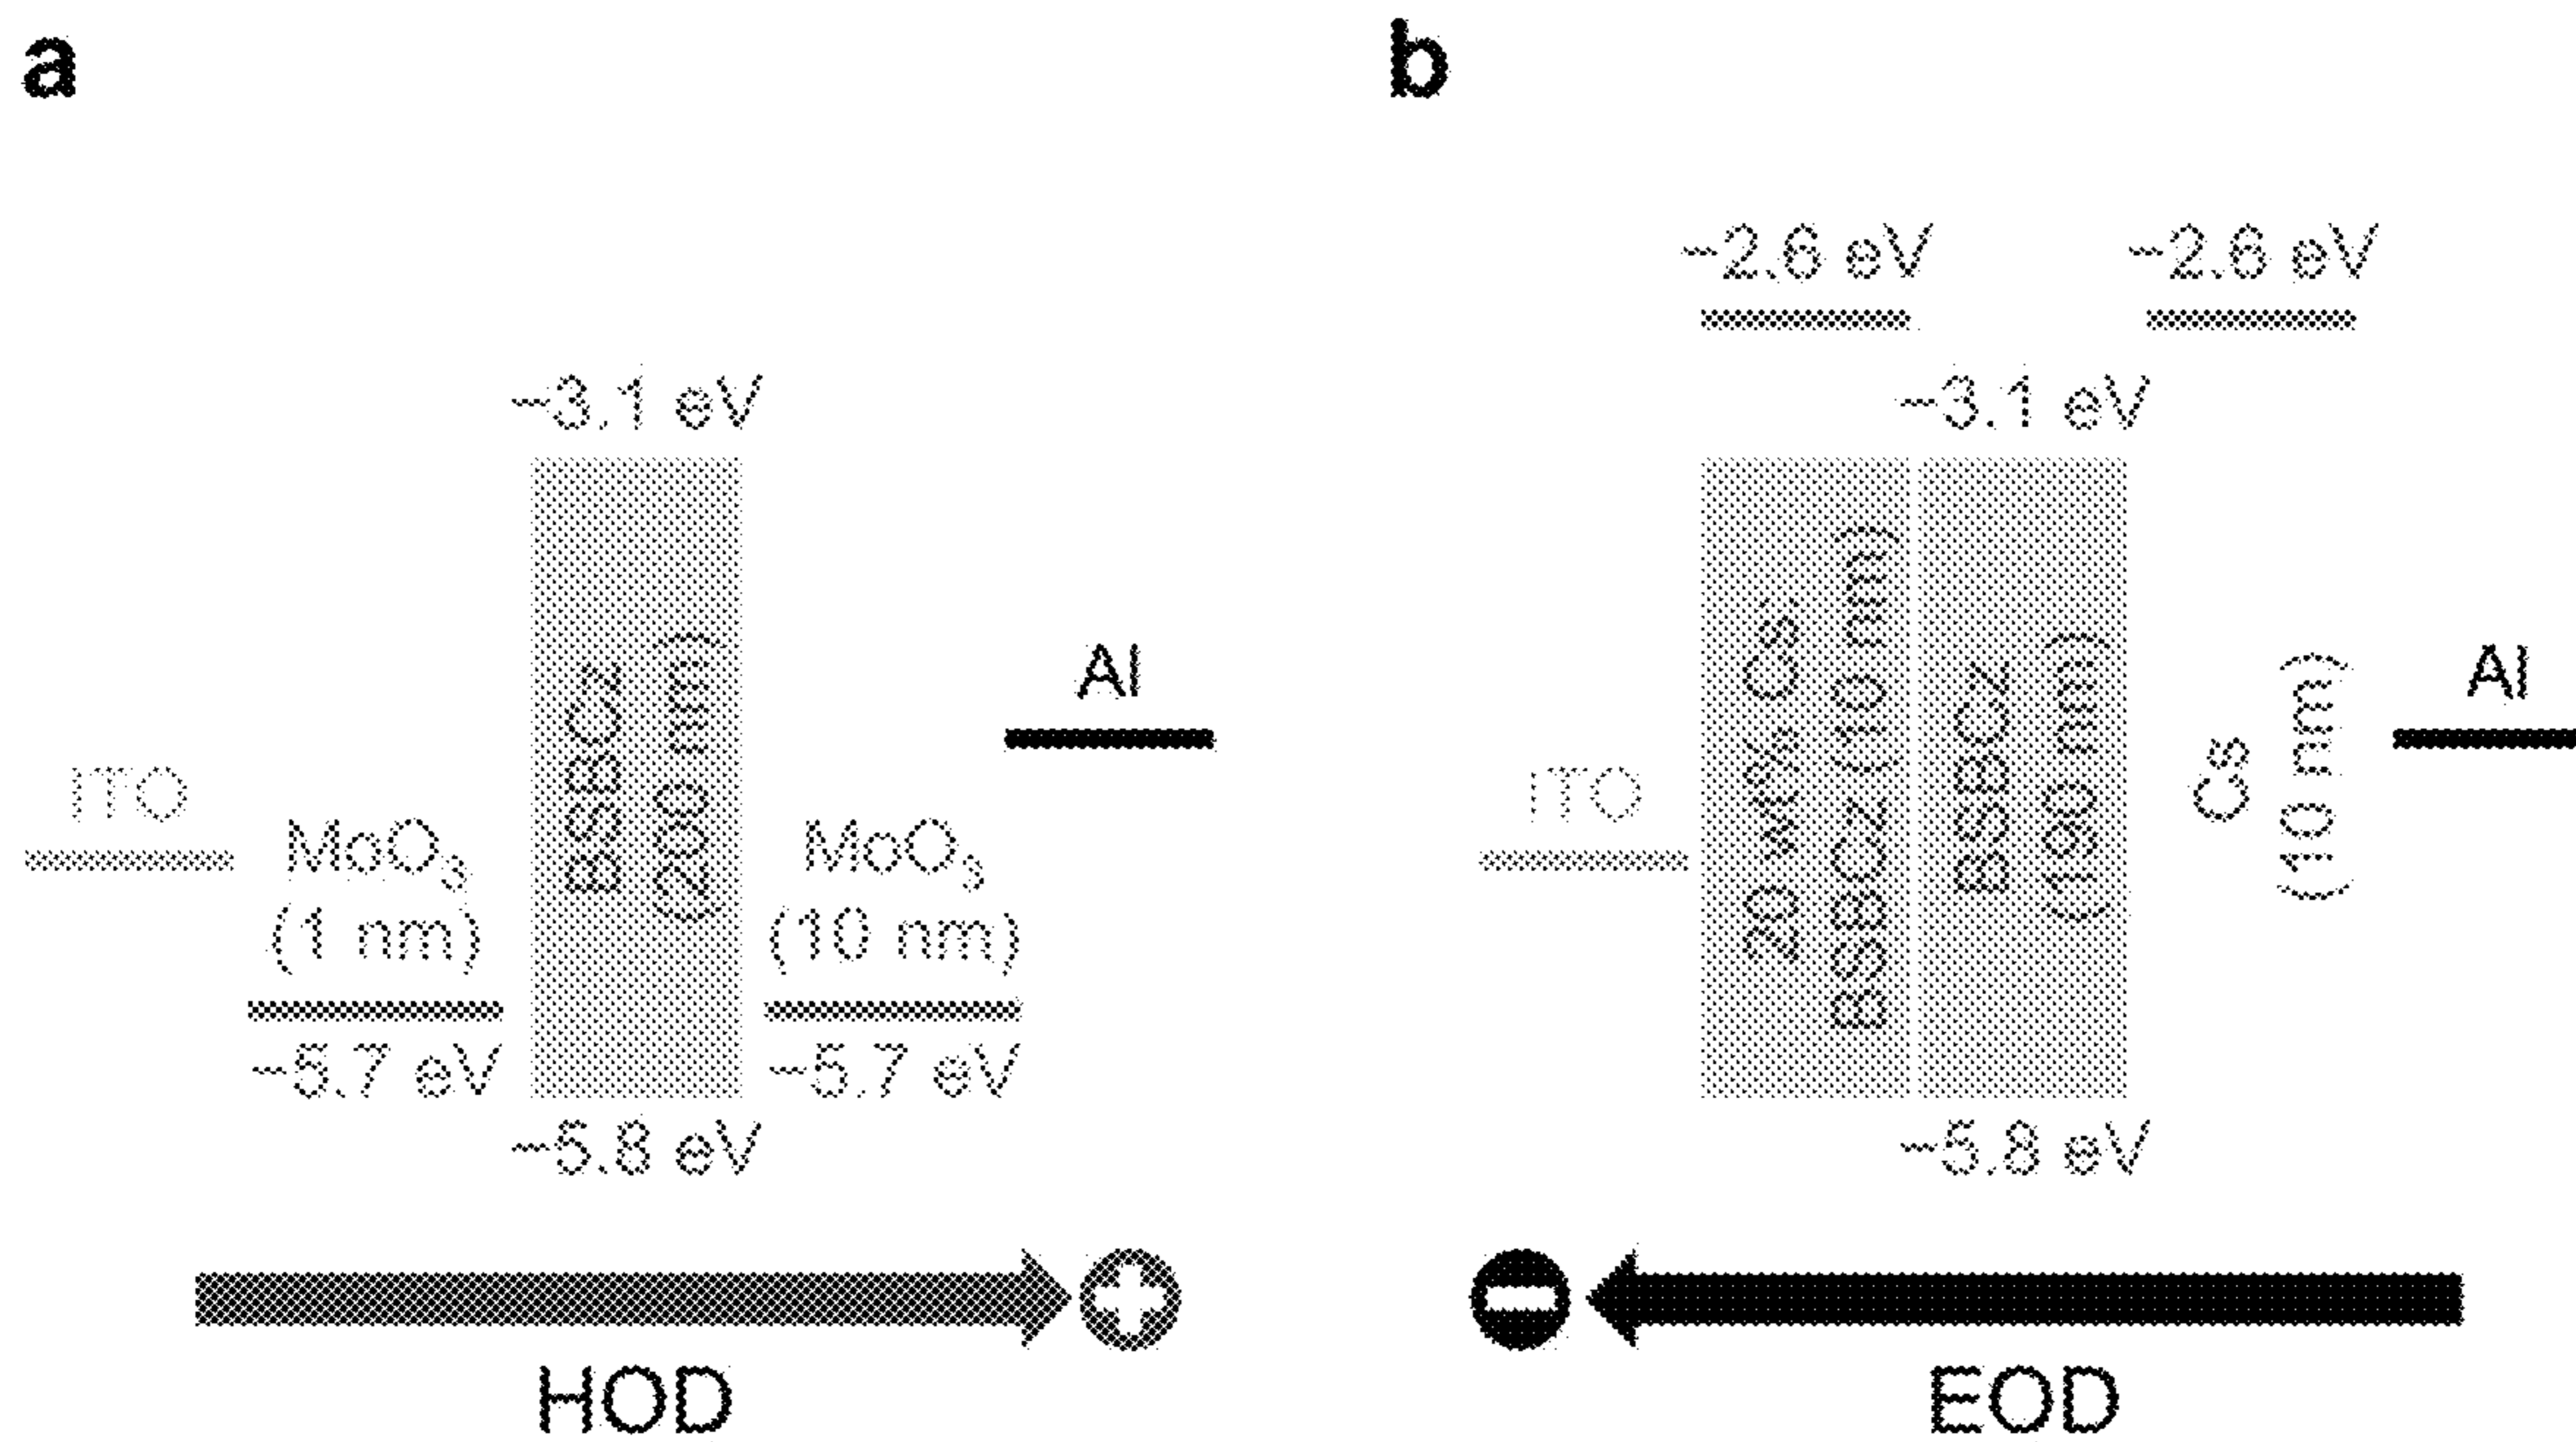 a
−3.1 eV
BSBCz
(200 nm)
Al
ITO
MoO₃
(1 nm)
MoO₃
(10 nm)
−5.7 eV
−5.7 eV
−5.8 eV
HOD
b
−2.6 eV
−2.6 eV
−3.1 eV
20 wt% Cs:
BSBCz (10 nm)
BSBCz
(190 nm)
Cs
(10 nm)
Al
ITO
−5.8 eV
EOD